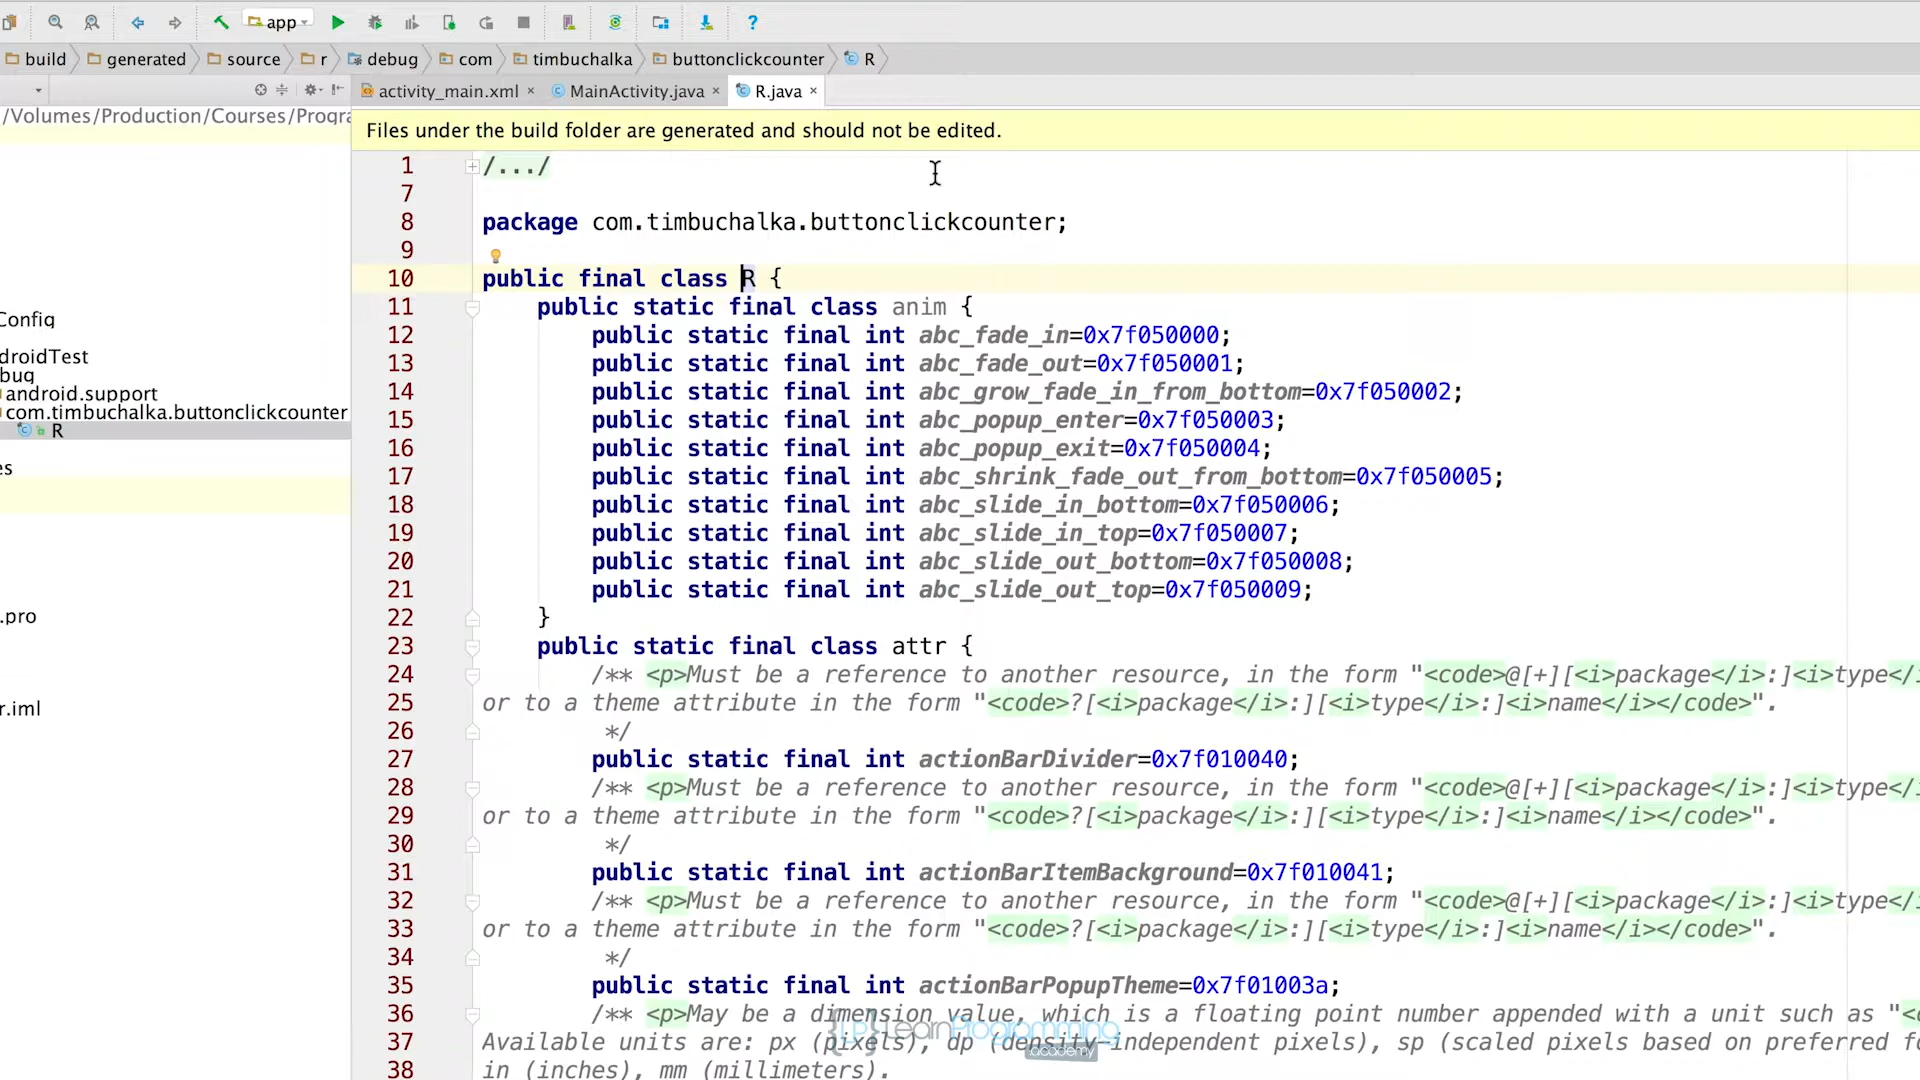 app
?
build generated source r debug com timbuchalka buttonclickcounter R
activity_main.xml × MainActivity.java × R.java ×
/Volumes/Production/Courses/Progra
Files under the build folder are generated and should not be edited.
Config
droidTest
bug
android.support
com.timbuchalka.buttonclickcounter
R
es
.pro
r.iml
1 /.../
7
8 package com.timbuchalka.buttonclickcounter;
9
10 public final class R {
11 public static final class anim {
12 public static final int abc_fade_in=0x7f050000;
13 public static final int abc_fade_out=0x7f050001;
14 public static final int abc_grow_fade_in_from_bottom=0x7f050002;
15 public static final int abc_popup_enter=0x7f050003;
16 public static final int abc_popup_exit=0x7f050004;
17 public static final int abc_shrink_fade_out_from_bottom=0x7f050005;
18 public static final int abc_slide_in_bottom=0x7f050006;
19 public static final int abc_slide_in_top=0x7f050007;
20 public static final int abc_slide_out_bottom=0x7f050008;
21 public static final int abc_slide_out_top=0x7f050009;
22 }
23 public static final class attr {
24 /** <p>Must be a reference to another resource, in the form "<code>@[+][<i>package</i>:]<i>type</i
25 or to a theme attribute in the form "<code>?[<i>package</i>:][<i>type</i>:]<i>name</i></code>".
26 */
27 public static final int actionBarDivider=0x7f010040;
28 /** <p>Must be a reference to another resource, in the form "<code>@[+][<i>package</i>:]<i>type</i
29 or to a theme attribute in the form "<code>?[<i>package</i>:][<i>type</i>:]<i>name</i></code>".
30 */
31 public static final int actionBarItemBackground=0x7f010041;
32 /** <p>Must be a reference to another resource, in the form "<code>@[+][<i>package</i>:]<i>type</i
33 or to a theme attribute in the form "<code>?[<i>package</i>:][<i>type</i>:]<i>name</i></code>".
34 */
35 public static final int actionBarPopupTheme=0x7f01003a;
36 /** <p>May be a dimension value, which is a floating point number appended with a unit such as "<c
37 Available units are: px (pixels), dp (density-independent pixels), sp (scaled pixels based on preferred fo
38 in (inches), mm (millimeters).
{LP} LearnProgramming
.academy